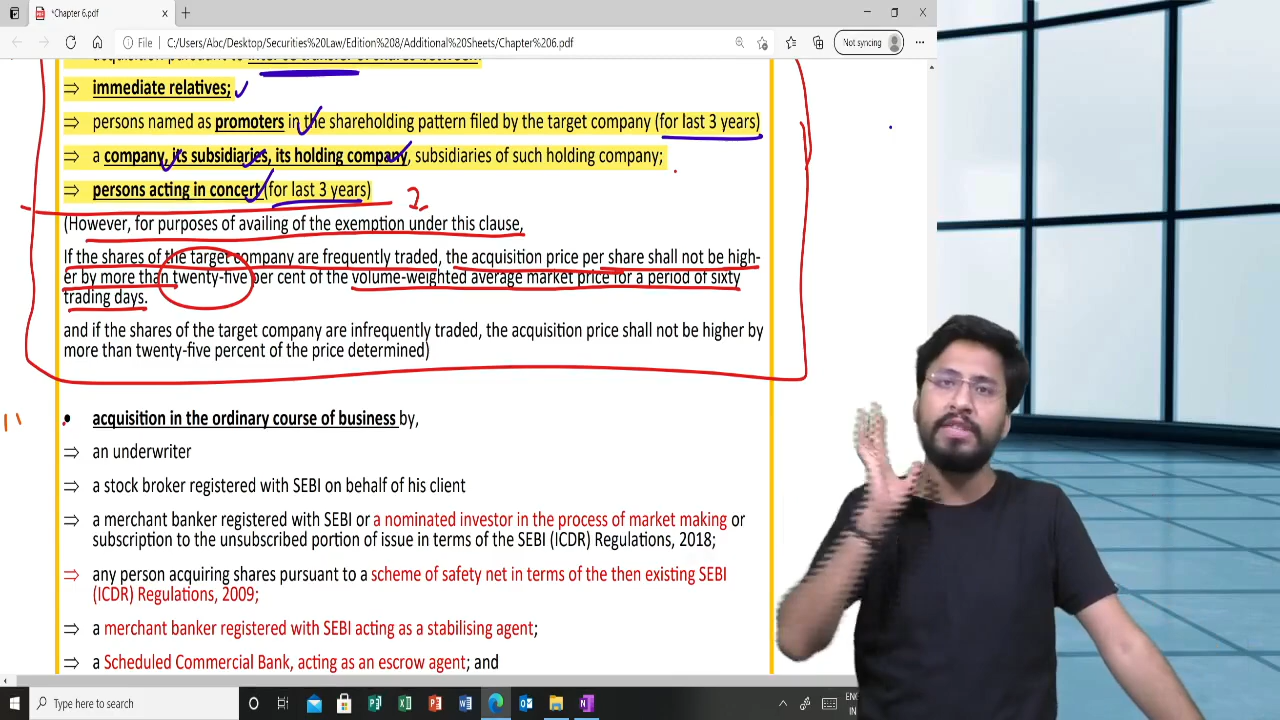 *Chapter 6.pdf
File C:/Users/Abc/Desktop/Securities%20Law/Edition%208/Additional%20Sheets/Chapter%206.pdf
Not syncing
acquisition pursuant to inter-se transfer of shares between:
⇒ immediate relatives;
⇒ persons named as promoters in the shareholding pattern filed by the target company (for last 3 years)
⇒ a company, its subsidiaries, its holding company, subsidiaries of such holding company;
⇒ persons acting in concert (for last 3 years)
(However, for purposes of availing of the exemption under this clause,
If the shares of the target company are frequently traded, the acquisition price per share shall not be high-
er by more than twenty-five per cent of the volume-weighted average market price for a period of sixty
trading days.
and if the shares of the target company are infrequently traded, the acquisition price shall not be higher by
more than twenty-five percent of the price determined)
• acquisition in the ordinary course of business by,
⇒ an underwriter
⇒ a stock broker registered with SEBI on behalf of his client
⇒ a merchant banker registered with SEBI or a nominated investor in the process of market making or
subscription to the unsubscribed portion of issue in terms of the SEBI (ICDR) Regulations, 2018;
⇒ any person acquiring shares pursuant to a scheme of safety net in terms of the then existing SEBI
(ICDR) Regulations, 2009;
⇒ a merchant banker registered with SEBI acting as a stabilising agent;
⇒ a Scheduled Commercial Bank, acting as an escrow agent; and
Type here to search